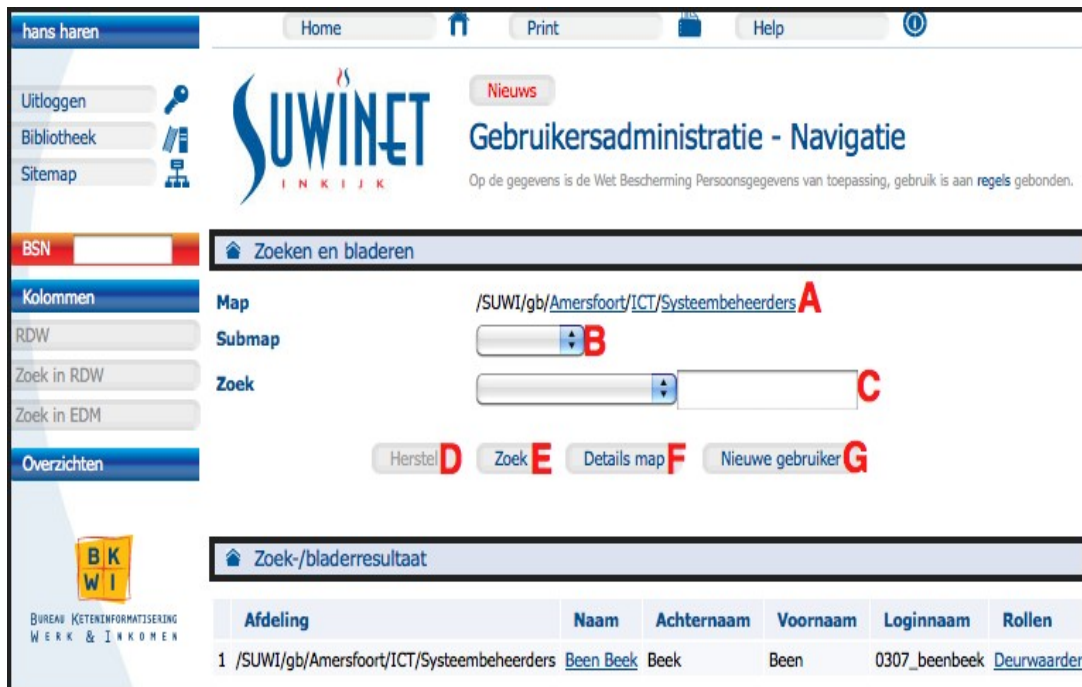 hans haren
Home Print Help
Uitloggen
Bibliotheek
Sitemap
SUWINET
INKIJK
Nieuws
Gebruikersadministratie - Navigatie
Op de gegevens is de Wet Bescherming Persoonsgegevens van toepassing, gebruik is aan regels gebonden.
BSN
Kolommen
RDW
Zoek in RDW
Zoek in EDM
Overzichten
Zoeken en bladeren
Map /SUWI/gb/Amersfoort/ICT/Systeembeheerders A
Submap B
Zoek C
Herstel D Zoek E Details map F Nieuwe gebruiker G
BK
WI
BUREAU KETENINFORMATISERING
WERK & INKOMEN
Zoek-/bladerresultaat
Afdeling Naam Achternaam Voornaam Loginnaam Rollen
1 /SUWI/gb/Amersfoort/ICT/Systeembeheerders Been Beek Beek Been 0307_beenbeek Deurwaarder